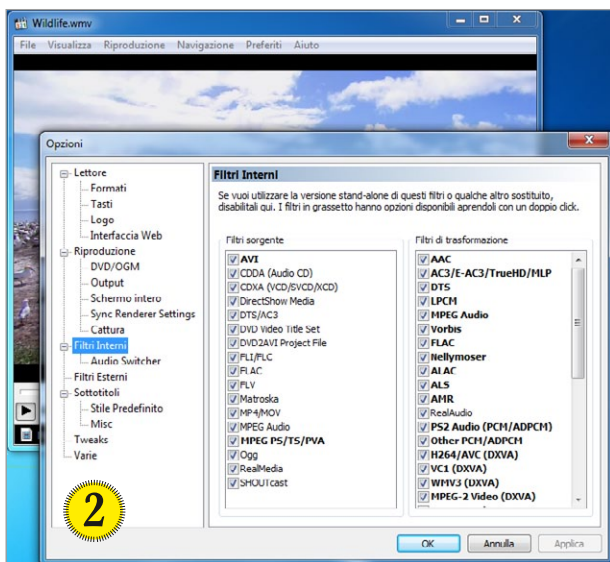 Wildlife.wmv
File Visualizza Riproduzione Navigazione Preferiti Aiuto
Opzioni
Lettore
Formati
Tasti
Logo
Interfaccia Web
Riproduzione
DVD/OGM
Output
Schermo intero
Sync Renderer Settings
Cattura
Filtri Interni
Audio Switcher
Filtri Esterni
Sottotitoli
Stile Predefinito
Misc
Tweaks
Varie
Filtri Interni
Se vuoi utilizzare la versione stand-alone di questi filtri o qualche altro sostituito,
disabilitali qui. I filtri in grassetto hanno opzioni disponibili aprendoli con un doppio click.
Filtri sorgente
AVI
CDDA (Audio CD)
CDXA (VCD/SVCD/XCD)
DirectShow Media
DTS/AC3
DVD Video Title Set
DVD2AVI Project File
FLI/FLC
FLAC
FLV
Matroska
MP4/MOV
MPEG Audio
MPEG PS/TS/PVA
Ogg
RealMedia
SHOUTcast
Filtri di trasformazione
AAC
AC3/E-AC3/TrueHD/MLP
DTS
LPCM
MPEG Audio
Vorbis
FLAC
Nellymoser
ALAC
ALS
AMR
RealAudio
PS2 Audio (PCM/ADPCM)
Other PCM/ADPCM
H264/AVC (DXVA)
VC1 (DXVA)
WMV3 (DXVA)
MPEG-2 Video (DXVA)
2
OK Annulla Applica